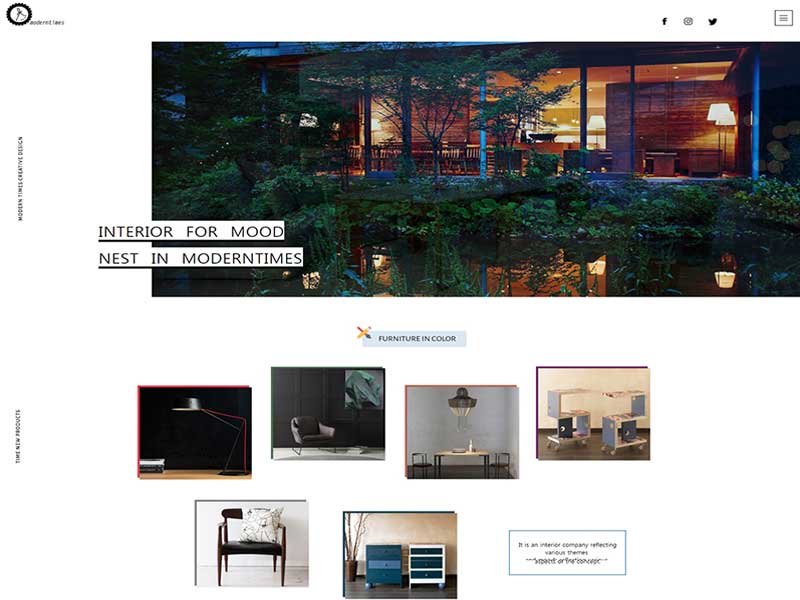 moderntimes
MODERN TIMES CREATIVE DESIGN
INTERIOR FOR MOOD
NEST IN MODERNTIMES
FURNITURE IN COLOR
TIME NEW PRODUCTS
It is an interior company reflecting
various themes
aspects of the concept.